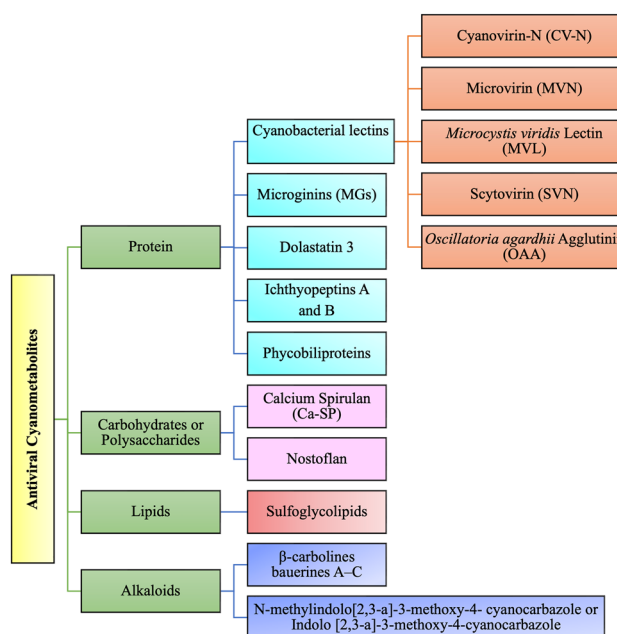 Antiviral Cyanometabolites
Protein
Cyanobacterial lectins
Cyanovirin-N (CV-N)
Microvirin (MVN)
Microcystis viridis Lectin
(MVL)
Scytovirin (SVN)
Oscillatoria agardhii Agglutinin
(OAA)
Microginins (MGs)
Dolastatin 3
Ichthyopeptins A
and B
Phycobiliproteins
Carbohydrates or
Polysaccharides
Calcium Spirulan
(Ca-SP)
Nostoflan
Lipids
Sulfoglycolipids
Alkaloids
β-carbolines
bauerines A–C
N-methylindolo[2,3-a]-3-methoxy-4- cyanocarbazole or
Indolo [2,3-a]-3-methoxy-4-cyanocarbazole